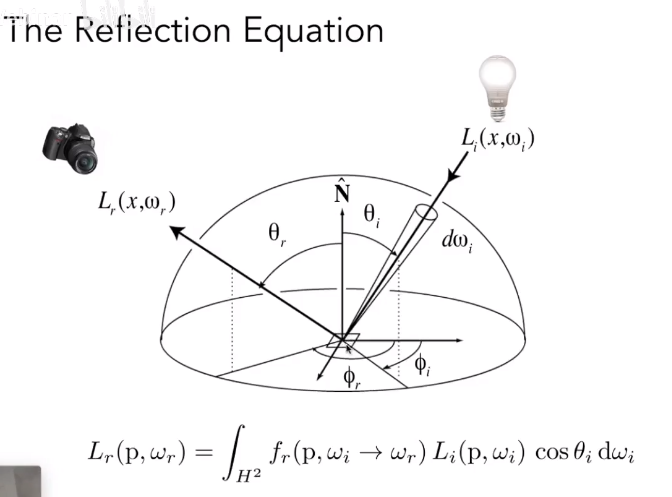 The Reflection Equation
L_i(x,ω_i)
L_r(x,ω_r)
N̂
θ_i
θ_r
dω_i
ϕ_i
ϕ_r
L_r(p, ω_r) = ∫_{H²} f_r(p, ω_i → ω_r) L_i(p, ω_i) cos θ_i dω_i